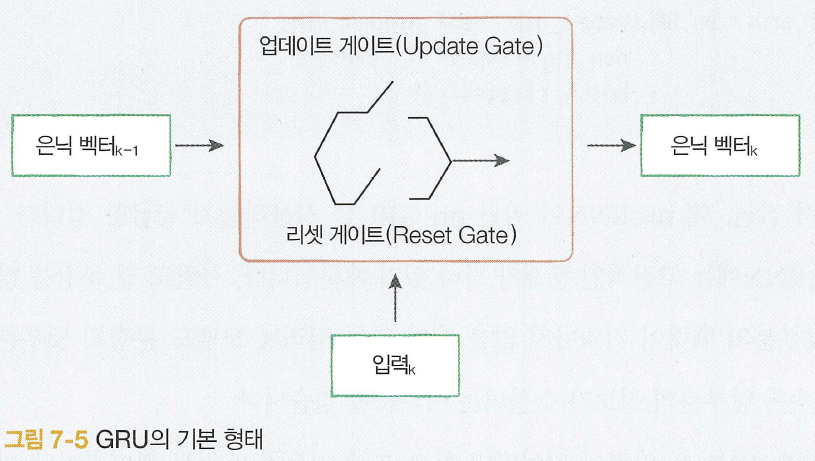 업데이트 게이트(Update Gate)
은닉 벡터k-1
은닉 벡터k
리셋 게이트(Reset Gate)
입력k
그림 7-5 GRU의 기본 형태